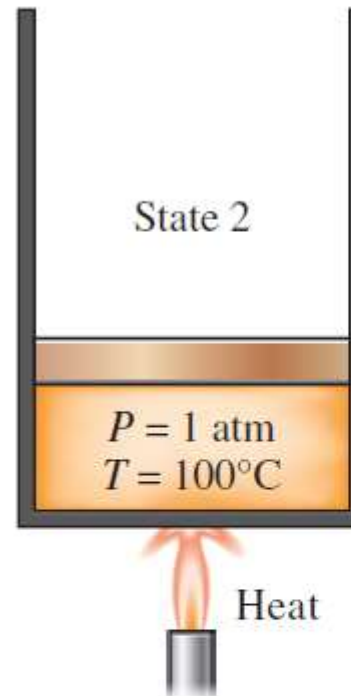 State 2
P = 1 atm
T = 100°C
Heat